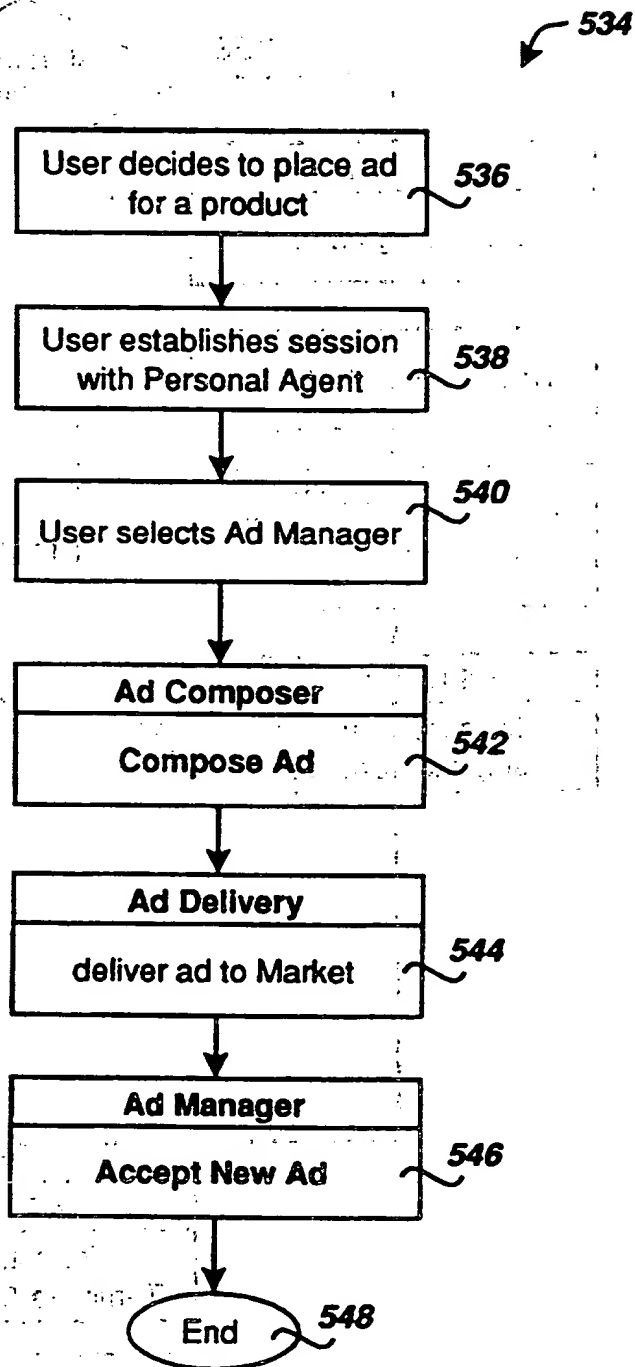 534
User decides to place ad
for a product
536
User establishes session
with Personal Agent
538
User selects Ad Manager
540
Ad Composer
Compose Ad
542
Ad Delivery
deliver ad to Market
544
Ad Manager
Accept New Ad
546
End
548